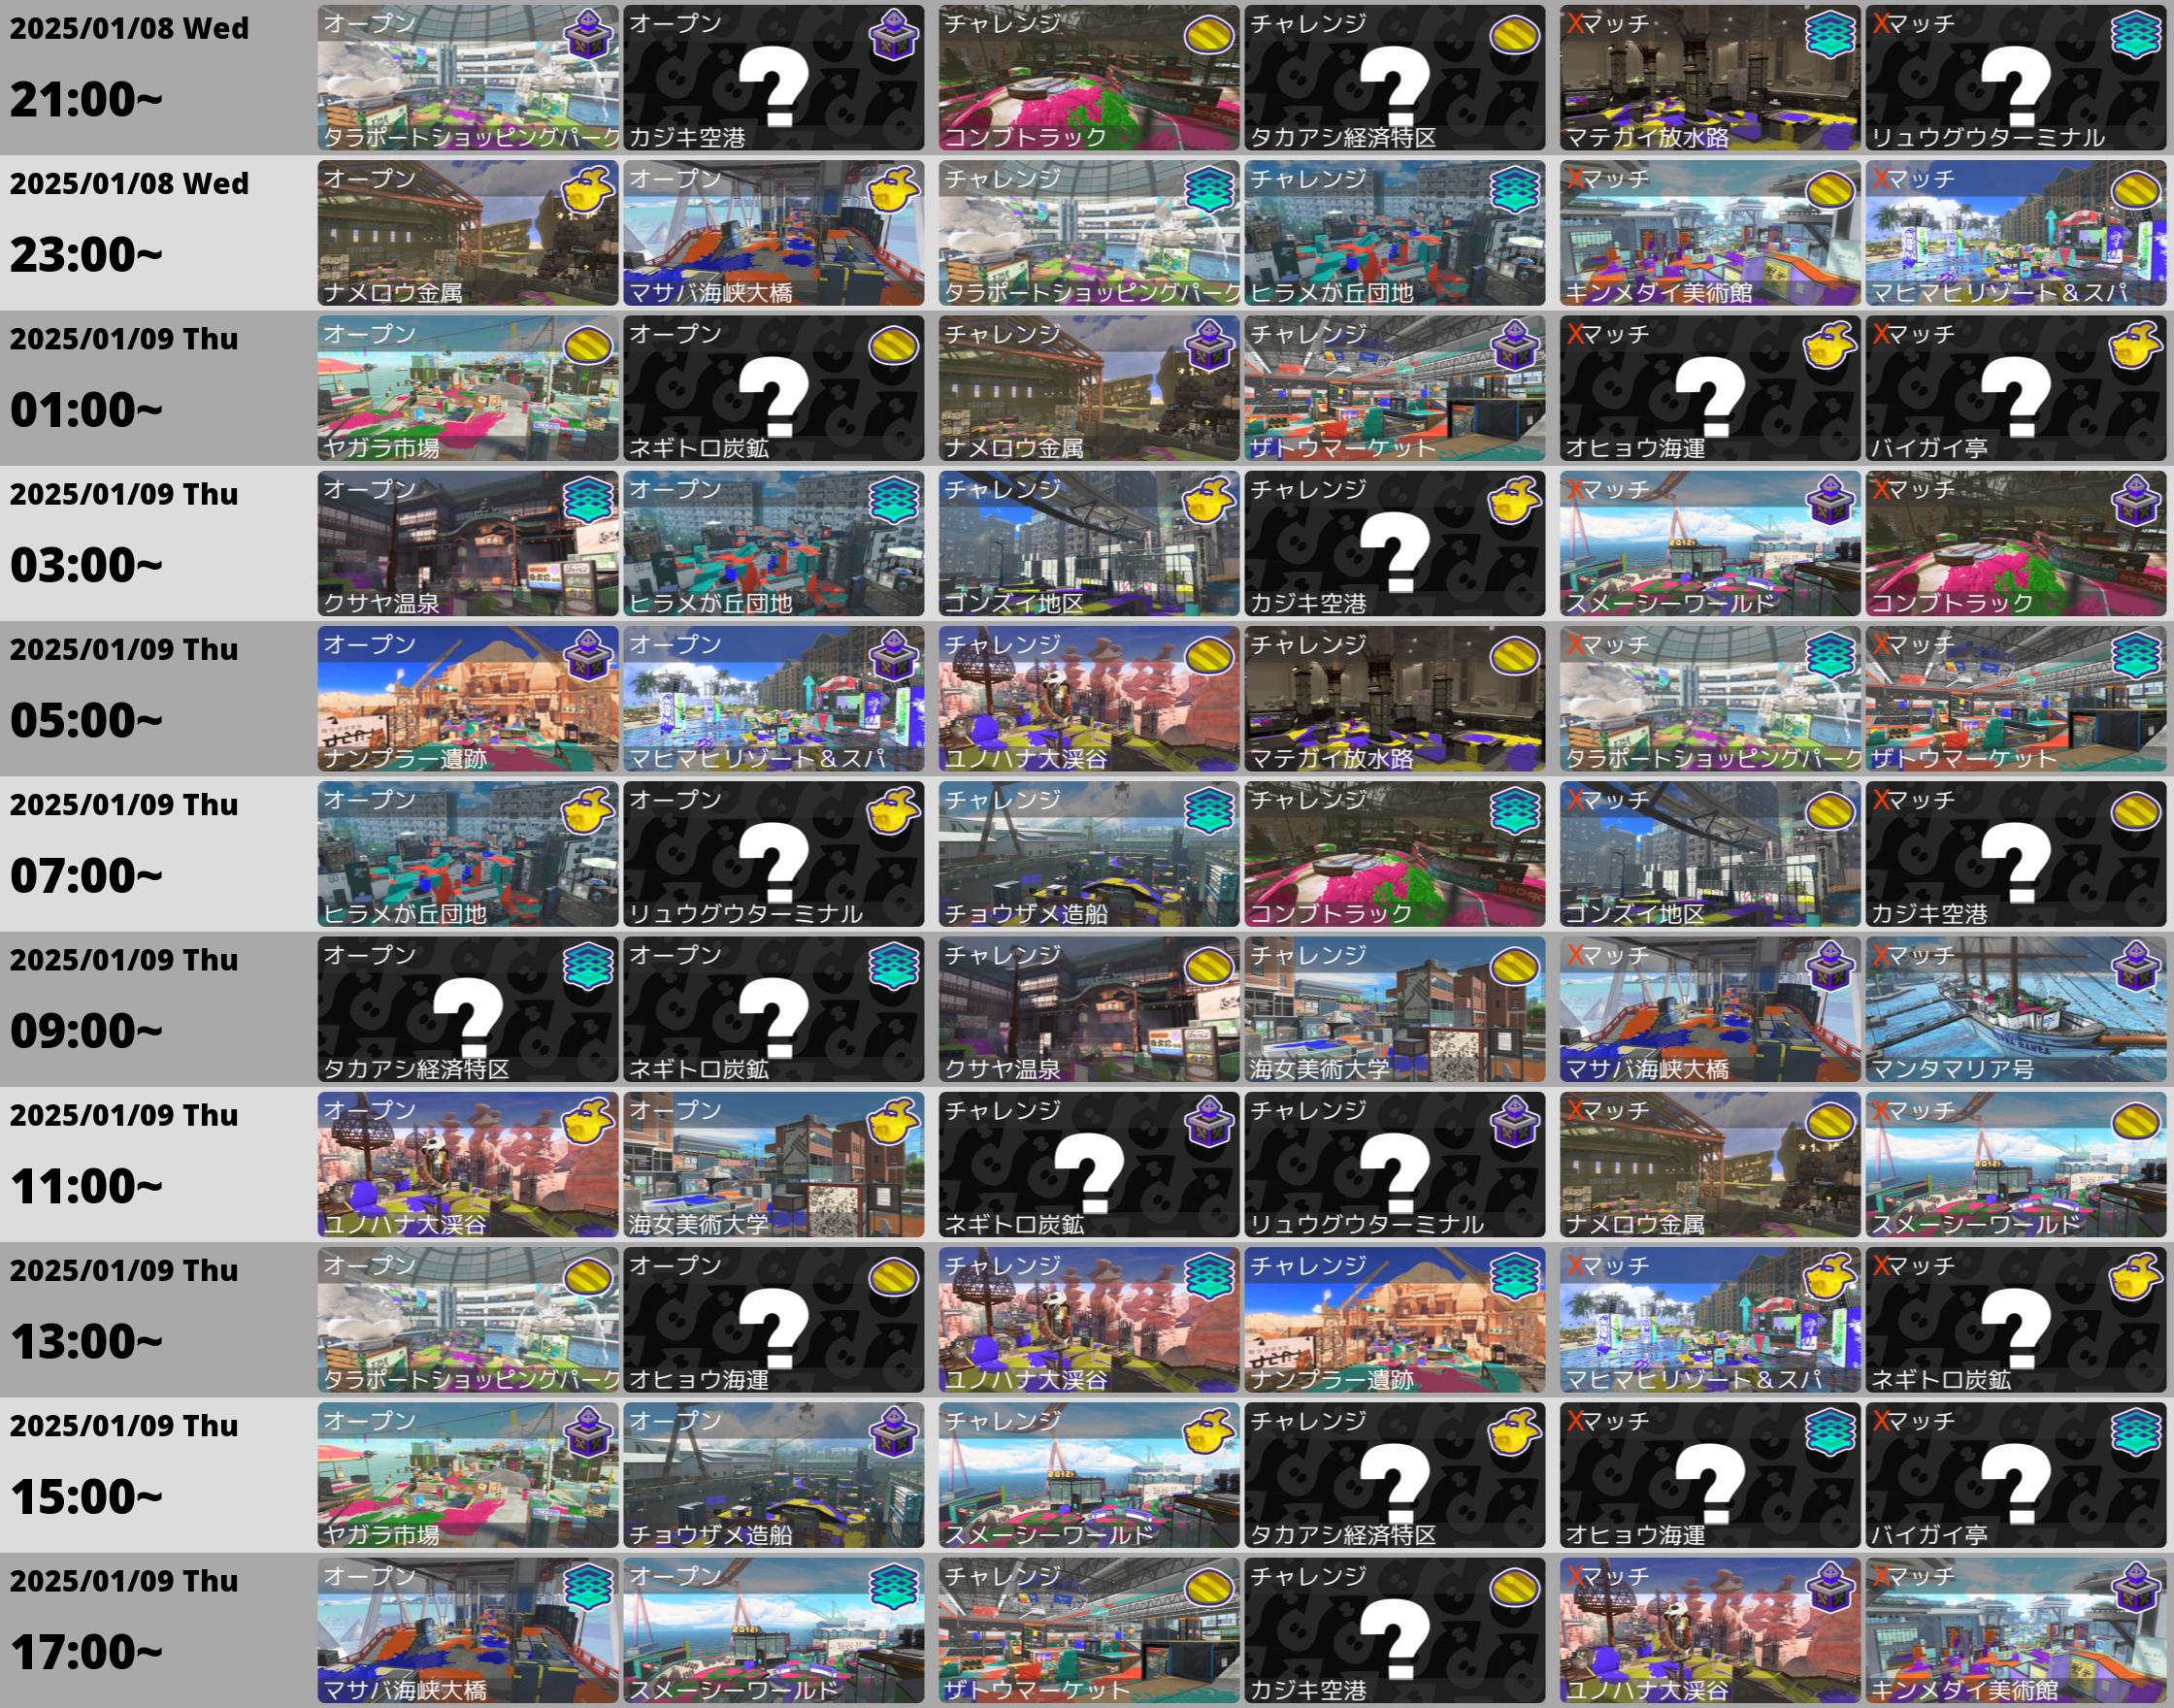 2025/01/08 Wed
21:00~
オープン オープン チャレンジ チャレンジ Xマッチ Xマッチ
タラポートショッピングパーク カジキ空港 コンブトラック タカアシ経済特区 マテガイ放水路 リュウグウターミナル
2025/01/08 Wed
23:00~
オープン オープン チャレンジ チャレンジ Xマッチ Xマッチ
ナメロウ金属 マサバ海峡大橋 タラポートショッピングパーク ヒラメが丘団地 キンメダイ美術館 マヒマヒリゾート＆スパ
2025/01/09 Thu
01:00~
オープン オープン チャレンジ チャレンジ Xマッチ Xマッチ
ヤガラ市場 ネギトロ炭鉱 ナメロウ金属 ザトウマーケット オヒョウ海運 バイガイ亭
2025/01/09 Thu
03:00~
オープン オープン チャレンジ チャレンジ Xマッチ Xマッチ
クサヤ温泉 ヒラメが丘団地 ゴンズイ地区 カジキ空港 スメーシーワールド コンブトラック
2025/01/09 Thu
05:00~
オープン オープン チャレンジ チャレンジ Xマッチ Xマッチ
ナンプラー遺跡 マヒマヒリゾート＆スパ ユノハナ大渓谷 マテガイ放水路 タラポートショッピングパーク ザトウマーケット
2025/01/09 Thu
07:00~
オープン オープン チャレンジ チャレンジ Xマッチ Xマッチ
ヒラメが丘団地 リュウグウターミナル チョウザメ造船 コンブトラック ゴンズイ地区 カジキ空港
2025/01/09 Thu
09:00~
オープン オープン チャレンジ チャレンジ Xマッチ Xマッチ
タカアシ経済特区 ネギトロ炭鉱 クサヤ温泉 海女美術大学 マサバ海峡大橋 マンタマリア号
2025/01/09 Thu
11:00~
オープン オープン チャレンジ チャレンジ Xマッチ Xマッチ
ユノハナ大渓谷 海女美術大学 ネギトロ炭鉱 リュウグウターミナル ナメロウ金属 スメーシーワールド
2025/01/09 Thu
13:00~
オープン オープン チャレンジ チャレンジ Xマッチ Xマッチ
タラポートショッピングパーク オヒョウ海運 ユノハナ大渓谷 ナンプラー遺跡 マヒマヒリゾート＆スパ ネギトロ炭鉱
2025/01/09 Thu
15:00~
オープン オープン チャレンジ チャレンジ Xマッチ Xマッチ
ヤガラ市場 チョウザメ造船 スメーシーワールド タカアシ経済特区 オヒョウ海運 バイガイ亭
2025/01/09 Thu
17:00~
オープン オープン チャレンジ チャレンジ Xマッチ Xマッチ
マサバ海峡大橋 スメーシーワールド ザトウマーケット カジキ空港 ユノハナ大渓谷 キンメダイ美術館